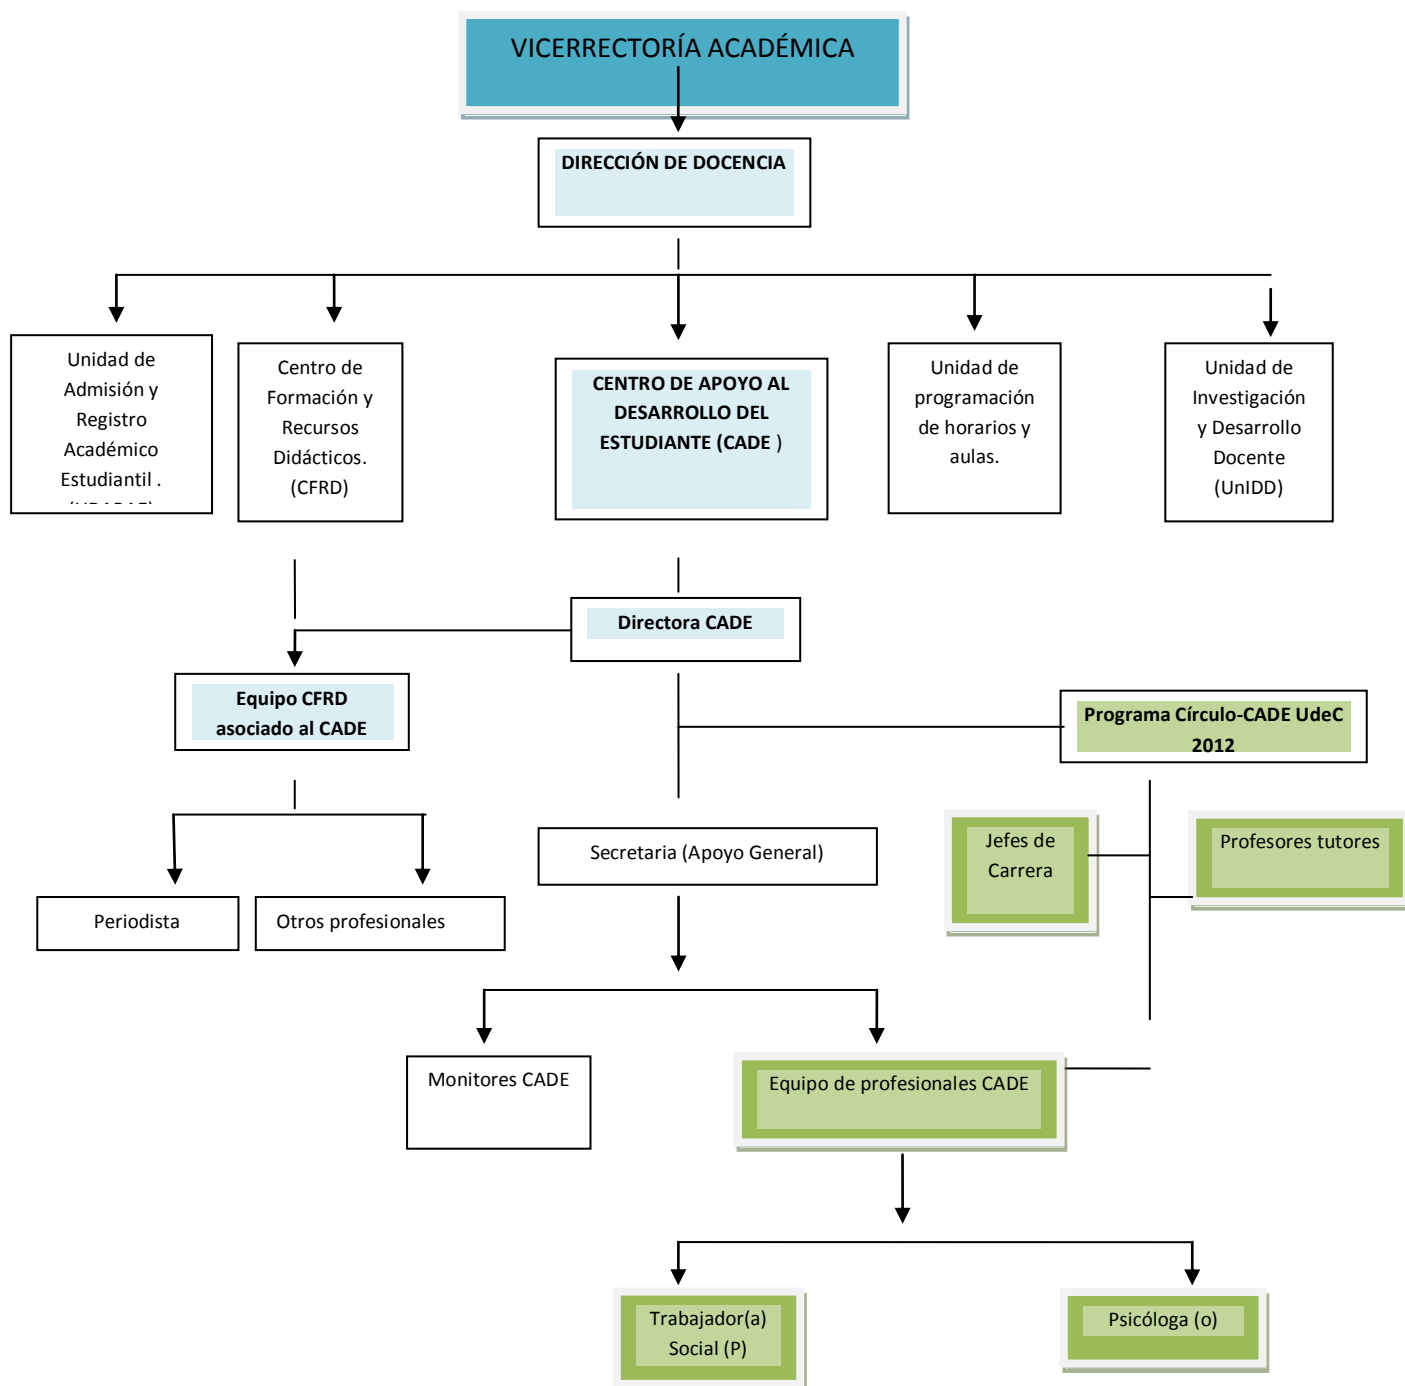 VICERRECTORÍA ACADÉMICA
DIRECCIÓN DE DOCENCIA
Unidad de
Admisión y
Registro
Académico
Estudiantil .
Centro de
Formación y
Recursos
Didácticos.
(CFRD)
CENTRO DE APOYO AL
DESARROLLO DEL
ESTUDIANTE (CADE )
Unidad de
programación
de horarios y
aulas.
Unidad de
Investigación
y Desarrollo
Docente
(UnIDD)
Directora CADE
Equipo CFRD
asociado al CADE
Programa Círculo-CADE UdeC
2012
Jefes de
Carrera
Profesores tutores
Secretaria (Apoyo General)
Periodista
Otros profesionales
Monitores CADE
Equipo de profesionales CADE
Trabajador(a)
Social (P)
Psicóloga (o)